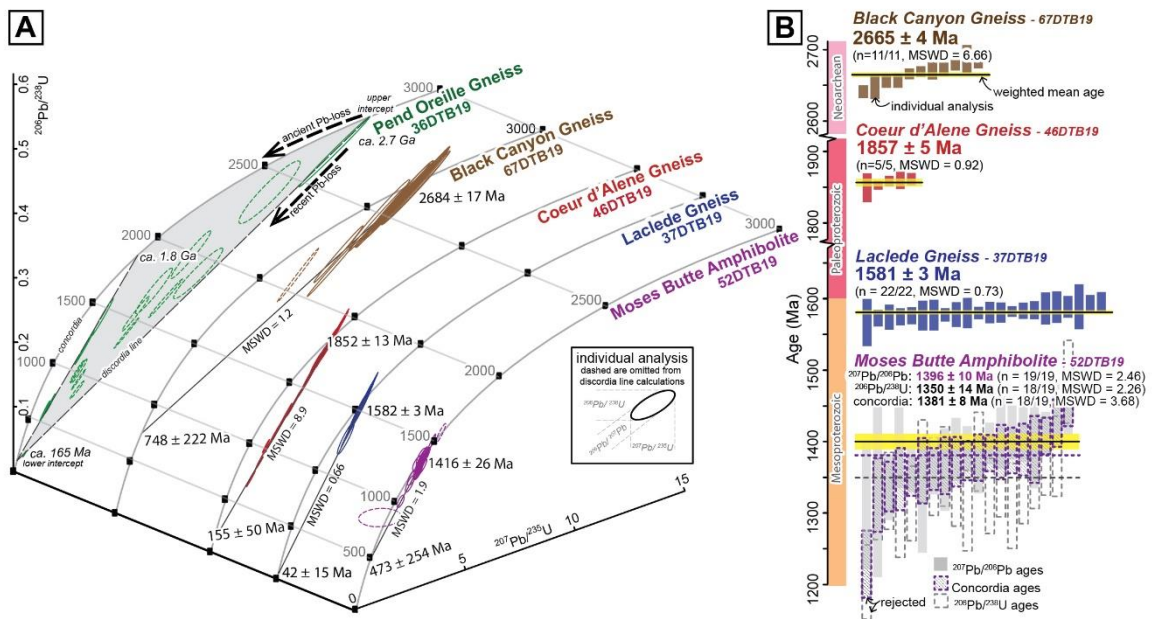 A
0.6
²⁰⁶Pb/²³⁸U
0.5
0.4
0.3
0.2
0.1
ancient Pb-loss
upper
intercept
ca. 2.7 Ga
recent Pb-loss
Pend Oreille Gneiss
36DTB19
3000
2500
2000
1500
1000
ca. 1.8 Ga
concordia
discordia line
ca. 165 Ma
lower intercept
Black Canyon Gneiss
67DTB19
3000
2684 ± 17 Ma
MSWD = 1.2
748 ± 222 Ma
Coeur d'Alene Gneiss
46DTB19
1852 ± 13 Ma
MSWD = 8.9
155 ± 50 Ma
Laclede Gneiss
37DTB19
1582 ± 3 Ma
MSWD = 0.66
42 ± 15 Ma
Moses Butte Amphibolite
52DTB19
3000
2500
2000
1500
1000
500
0
1416 ± 26 Ma
MSWD = 1.9
473 ± 254 Ma
individual analysis
dashed are omitted from
discordia line calculations
²⁰⁶Pb/²³⁸U
²⁰⁷Pb/²³⁵U
²⁰⁷Pb/²³⁵U
5
10
15
B
Age (Ma)
2700
2600
1900
1800
1600
1500
1400
1300
1200
Neoarchean
Paleoproterozoic
Mesoproterozoic
Black Canyon Gneiss - 67DTB19
2665 ± 4 Ma
(n=11/11, MSWD = 6.66)
weighted mean age
individual analysis
Coeur d'Alene Gneiss - 46DTB19
1857 ± 5 Ma
(n=5/5, MSWD = 0.92)
Laclede Gneiss - 37DTB19
1581 ± 3 Ma
(n = 22/22, MSWD = 0.73)
Moses Butte Amphibolite - 52DTB19
²⁰⁷Pb/²⁰⁶Pb: 1396 ± 10 Ma (n = 19/19, MSWD = 2.46)
²⁰⁶Pb/²³⁸U: 1350 ± 14 Ma (n = 18/19, MSWD = 2.26)
concordia: 1381 ± 8 Ma (n = 18/19, MSWD = 3.68)
²⁰⁷Pb/²⁰⁶Pb ages
Concordia ages
²⁰⁶Pb/²³⁸U ages
rejected